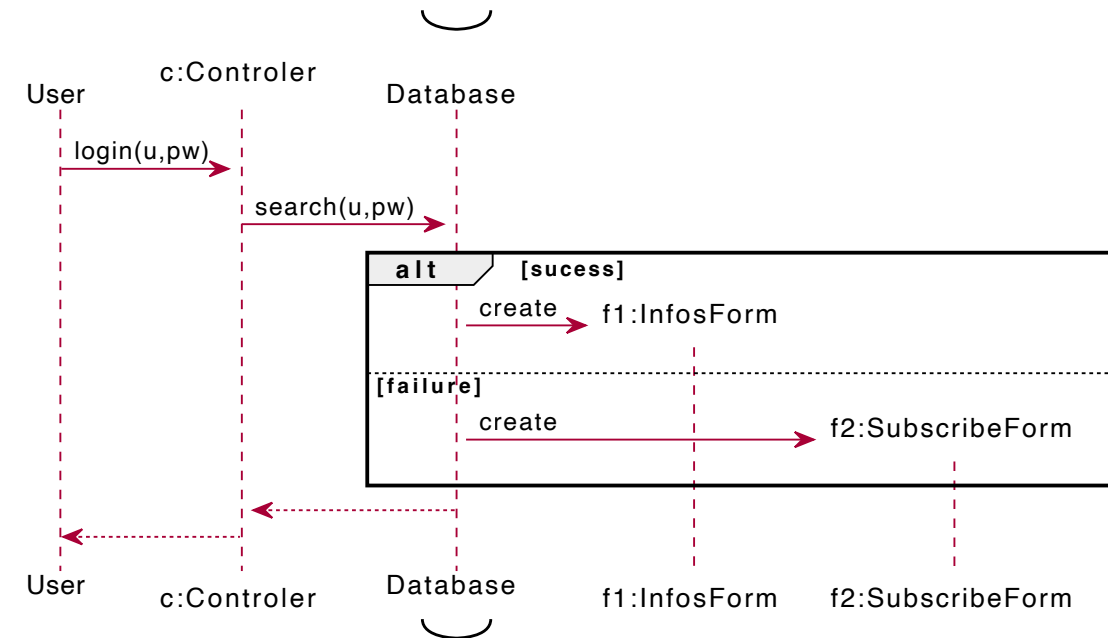 c:Controler
User
Database
login(u,pw)
search(u,pw)
alt
[sucess]
create
f1:InfosForm
[failure]
create
f2:SubscribeForm
User
c:Controler
Database
f1:InfosForm
f2:SubscribeForm